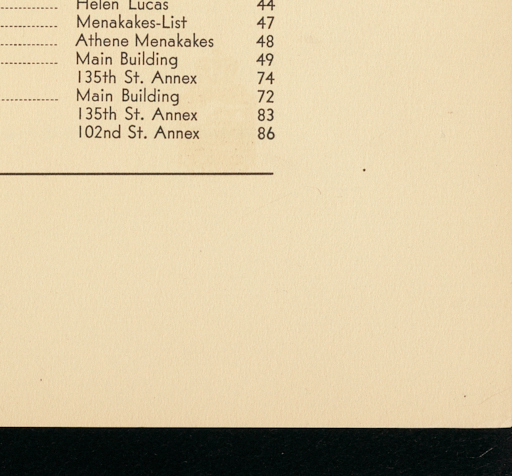 Helen Lucas 44
Menakakes-List 47
Athene Menakakes 48
Main Building 49
135th St. Annex 74
Main Building 72
135th St. Annex 83
102nd St. Annex 86